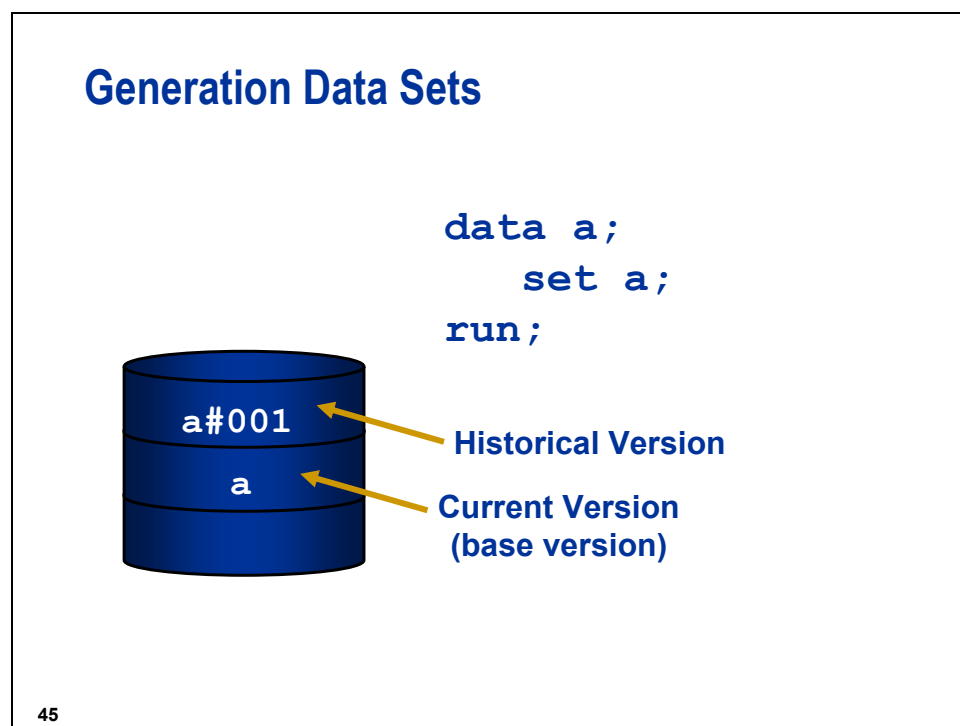 Generation Data Sets
data a;
set a;
run;
a#001
Historical Version
a
Current Version
(base version)
45